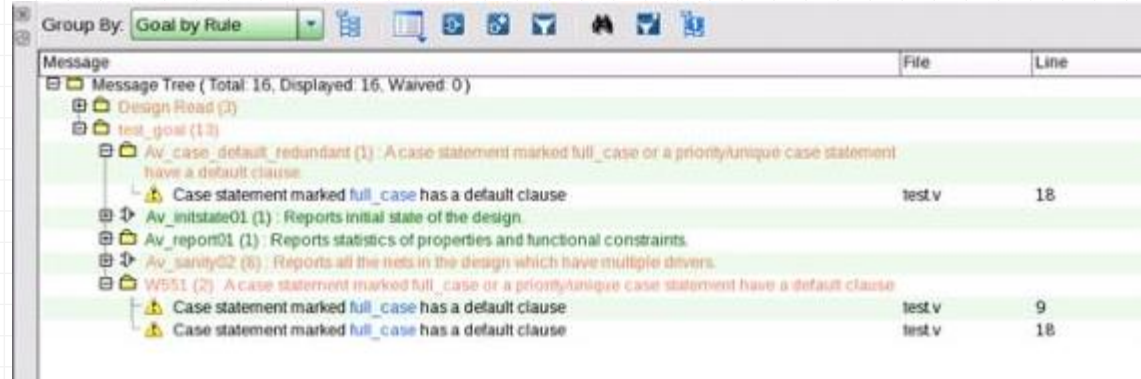 Group By: Goal by Rule
Message File Line
Message Tree ( Total: 16, Displayed: 16, Waived: 0 )
Design Read (3)
test_goal (13)
Av_case_default_redundant (1) : A case statement marked full_case or a priority/unique case statement
have a default clause
Case statement marked full_case has a default clause test.v 18
Av_initstate01 (1) : Reports initial state of the design.
Av_report01 (1) : Reports statistics of properties and functional constraints.
Av_sanity02 (8) : Reports all the nets in the design which have multiple drivers.
W551 (2) : A case statement marked full_case or a priority/unique case statement have a default clause
Case statement marked full_case has a default clause test.v 9
Case statement marked full_case has a default clause test.v 18